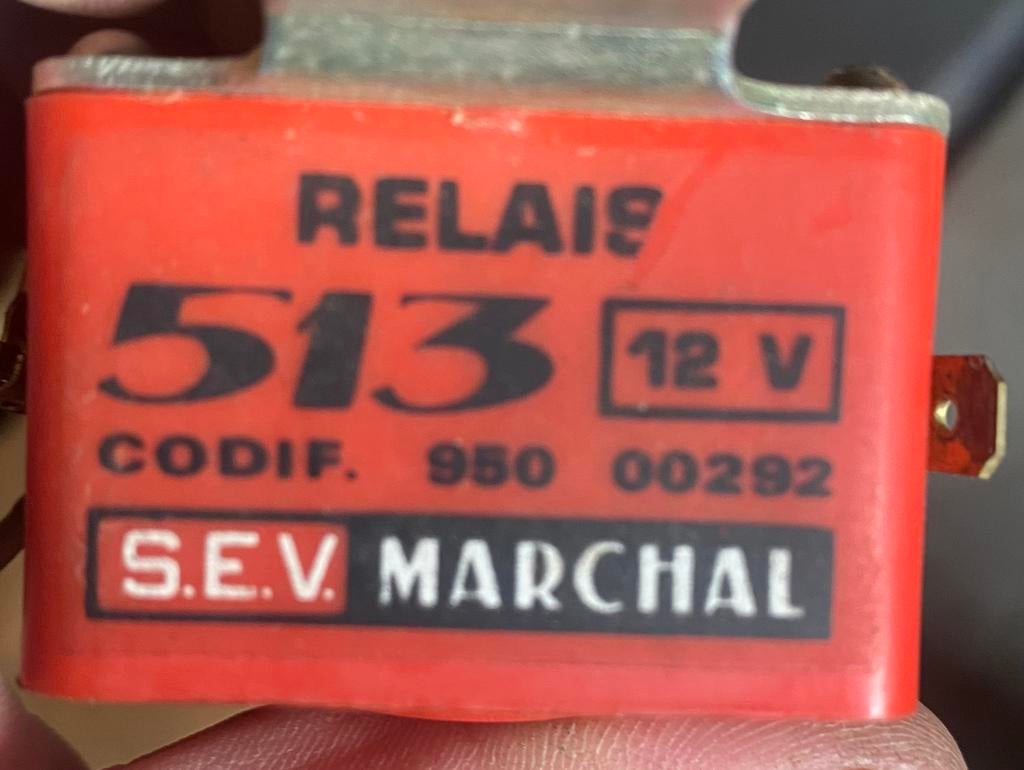 RELAIS
513 12 V
CODIF. 950 00292
S.E.V. MARCHAL